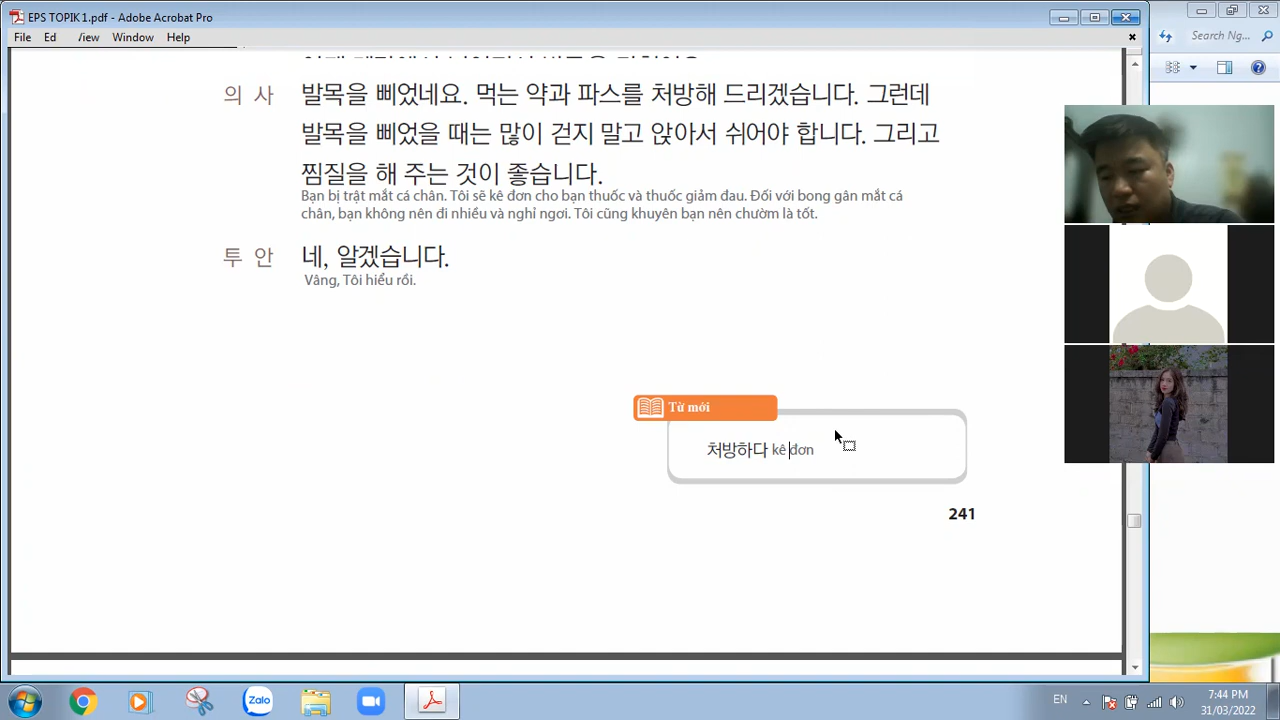 EPS TOPIK 1.pdf - Adobe Acrobat Pro
File Ed View Window Help
Search Ng...
의 사 발목을 삐었네요. 먹는 약과 파스를 처방해 드리겠습니다. 그런데
발목을 삐었을 때는 많이 걷지 말고 앉아서 쉬어야 합니다. 그리고
찜질을 해 주는 것이 좋습니다.
Bạn bị trật mắt cá chân. Tôi sẽ kê đơn cho bạn thuốc và thuốc giảm đau. Đối với bong gân mắt cá
chân, bạn không nên đi nhiều và nghỉ ngơi. Tôi cũng khuyên bạn nên chườm là tốt.
투 안 네, 알겠습니다.
Vâng, Tôi hiểu rồi.
Từ mới
처방하다 kê đơn
241
Zalo
EN
7:44 PM
31/03/2022